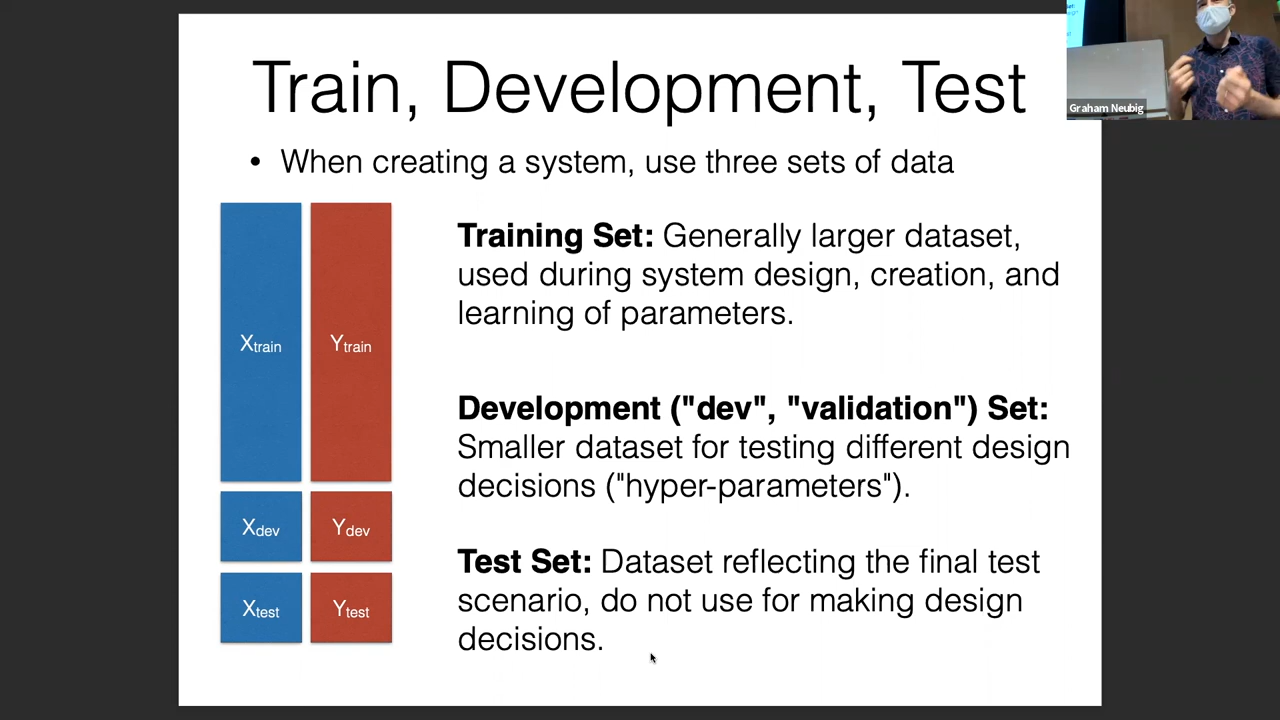 Train, Development, Test
Graham Neubig
• When creating a system, use three sets of data
Xtrain
Ytrain
Training Set: Generally larger dataset,
used during system design, creation, and
learning of parameters.
Xdev
Ydev
Development ("dev", "validation") Set:
Smaller dataset for testing different design
decisions ("hyper-parameters").
Xtest
Ytest
Test Set: Dataset reflecting the final test
scenario, do not use for making design
decisions.